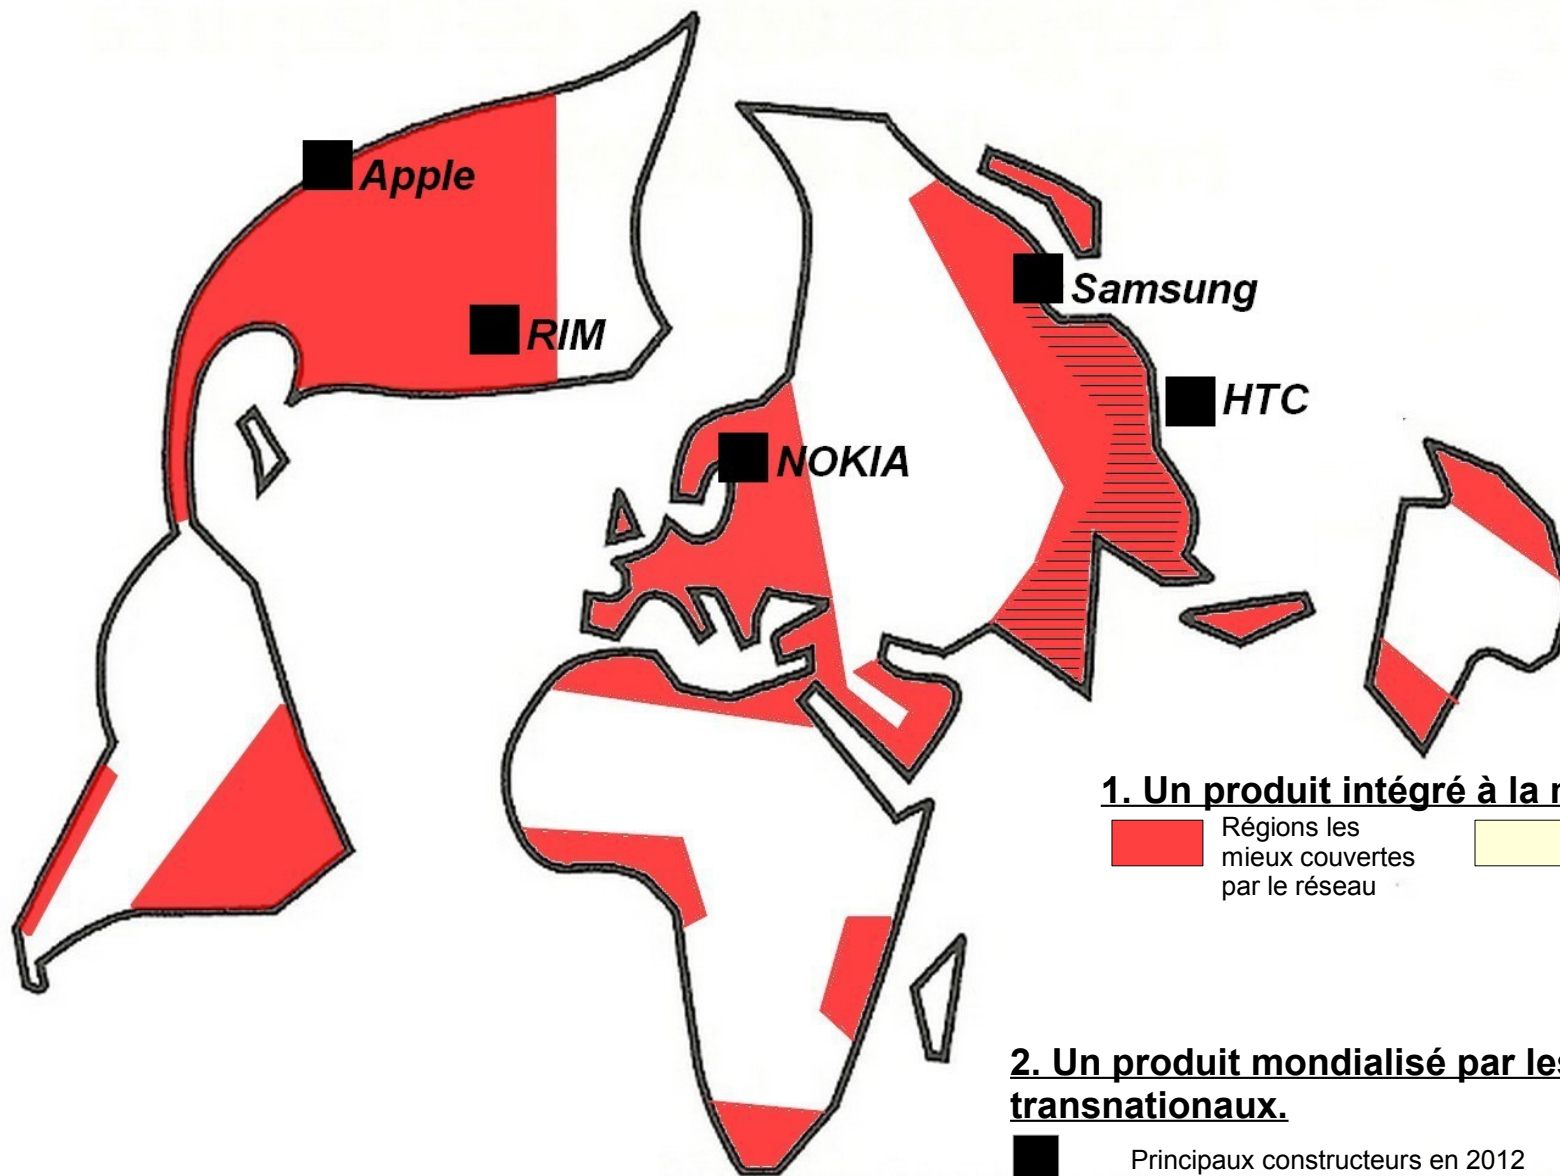 Apple
Samsung
RIM
HTC
NOKIA
1. Un produit intégré à la
Régions les
mieux couvertes
par le réseau
2. Un produit mondialisé par les
transnationaux.
Principaux constructeurs en 2012